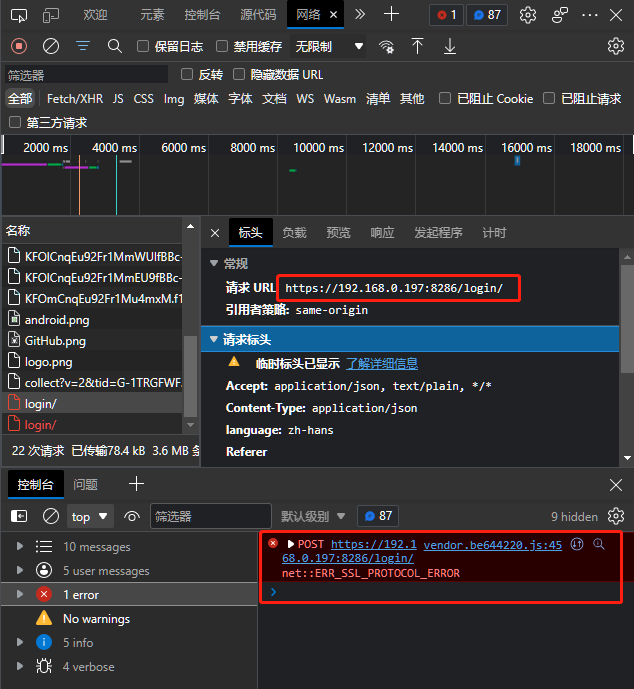 欢迎 元素 控制台 源代码 网络 1 87
保留日志 禁用缓存 无限制
筛选器 反转 隐藏数据 URL
全部 Fetch/XHR JS CSS Img 媒体 字体 文档 WS Wasm 清单 其他 已阻止 Cookie 已阻止请求
第三方请求
2000 ms 4000 ms 6000 ms 8000 ms 10000 ms 12000 ms 14000 ms 16000 ms 18000 ms
名称
KFOlCnqEu92Fr1MmWUlfBBc-
KFOlCnqEu92Fr1MmEU9fBBc-
KFOmCnqEu92Fr1Mu4mxM.f1
android.png
GitHub.png
logo.png
collect?v=2&tid=G-1TRGFWF.
login/
login/
22 次请求 已传输78.4 kB 3.6 MB 条
标头 负载 预览 响应 发起程序 计时
常规
请求 URL https://192.168.0.197:8286/login/
引用者策略: same-origin
请求标头
临时标头已显示 了解详细信息
Accept: application/json, text/plain, */*
Content-Type: application/json
language: zh-hans
Referer
控制台 问题
top 筛选器 默认级别 87 9 hidden
10 messages
5 user messages
1 error
No warnings
5 info
4 verbose
POST https://192.1 vendor.be644220.js:45
68.0.197:8286/login/
net::ERR_SSL_PROTOCOL_ERROR